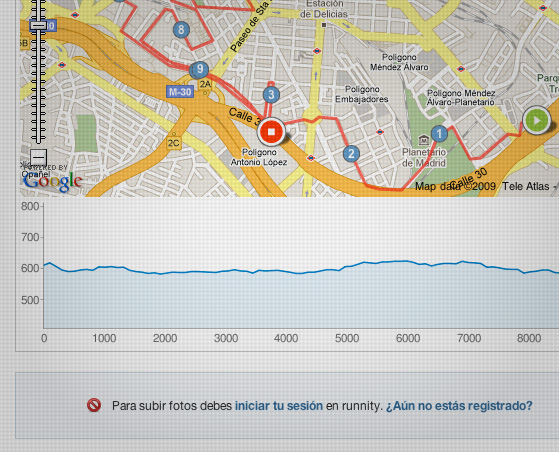 Estación
de Delicias
8
Paseo de Sta
Polígono
Méndez Álvaro
9
M-30
2A
3
Polígono
Embajadores
Polígono Méndez
Álvaro-Planetario
Parq
Calle 3
1
2C
Polígono
Antonio López
2
Planetario
de Madrid
Calle 30
POWERED BY
Google
Opañel
Map data ©2009 Tele Atlas -
800
700
600
500
0 1000 2000 3000 4000 5000 6000 7000 8000
Para subir fotos debes iniciar tu sesión en runnity. ¿Aún no estás registrado?